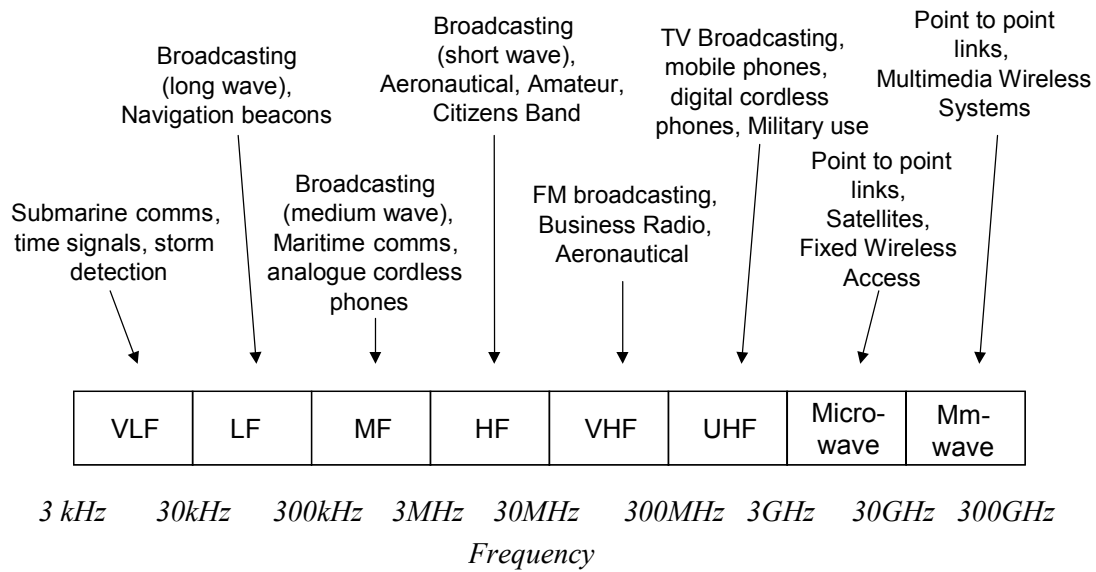 Broadcasting
(long wave),
Navigation beacons
Broadcasting
(short wave),
Aeronautical, Amateur,
Citizens Band
TV Broadcasting,
mobile phones,
digital cordless
phones, Military use
Point to point
links,
Multimedia Wireless
Systems
Submarine comms,
time signals, storm
detection
Broadcasting
(medium wave),
Maritime comms,
analogue cordless
phones
FM broadcasting,
Business Radio,
Aeronautical
Point to point
links,
Satellites,
Fixed Wireless
Access
VLF
LF
MF
HF
VHF
UHF
Micro-
wave
Mm-
wave
3 kHz 30kHz 300kHz 3MHz 30MHz 300MHz 3GHz 30GHz 300GHz
Frequency